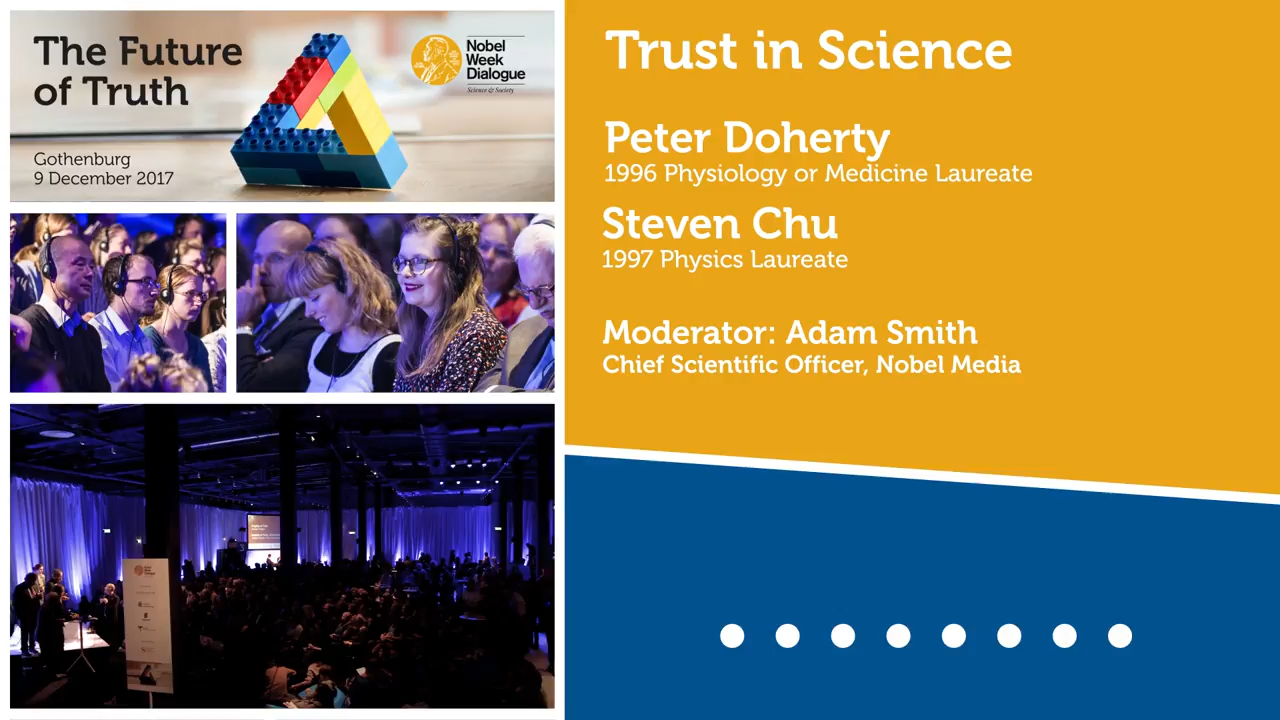 The Future
of Truth
Gothenburg
9 December 2017
Nobel
Week
Dialogue
Science & Society
Trust in Science
Peter Doherty
1996 Physiology or Medicine Laureate
Steven Chu
1997 Physics Laureate
Moderator: Adam Smith
Chief Scientific Officer, Nobel Media